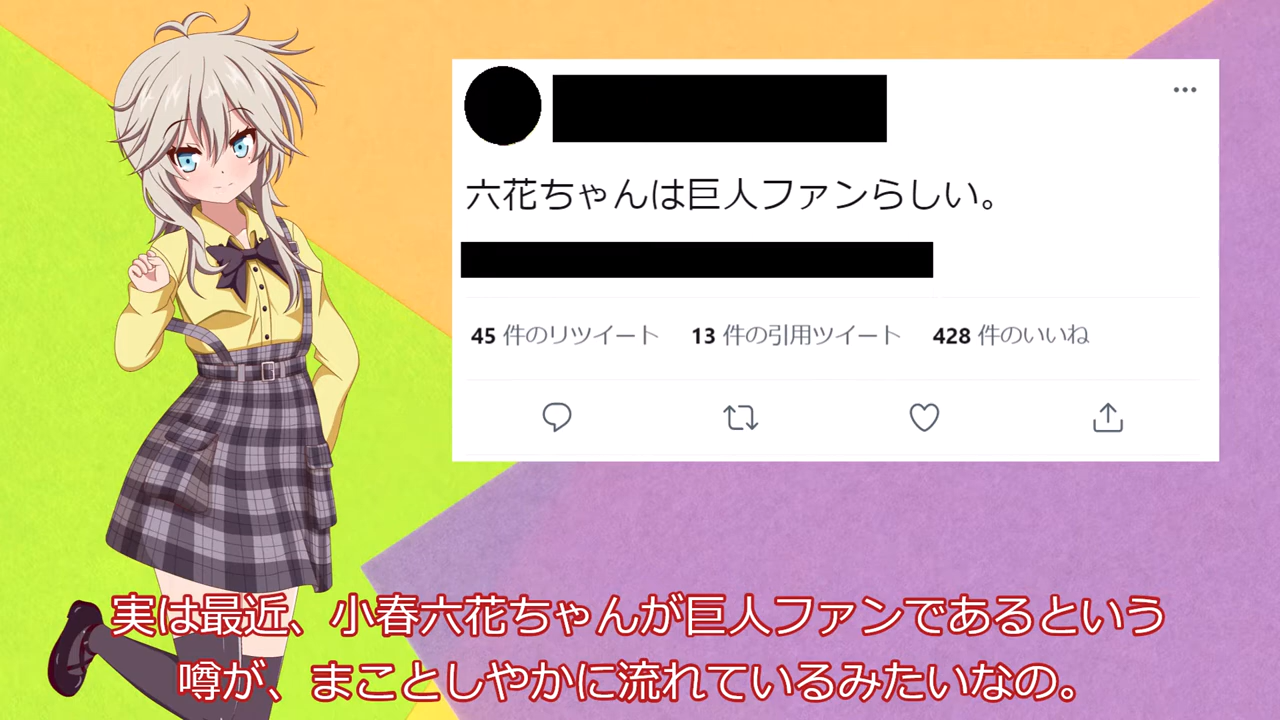 六花ちゃんは巨人ファンらしい。
45 件のリツイート 13 件の引用ツイート 428 件のいいね
実は最近、小春六花ちゃんが巨人ファンであるという
噂が、まことしやかに流れているみたいなの。